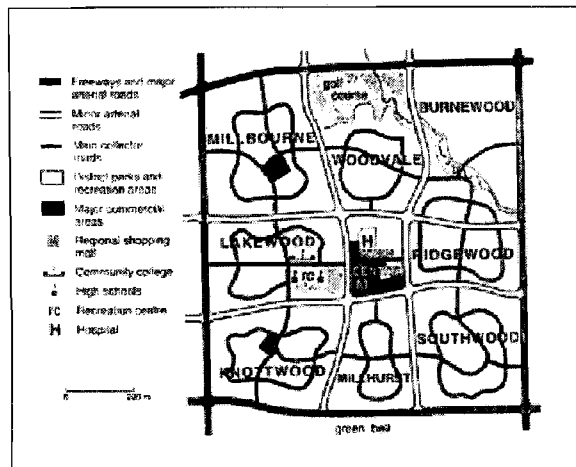 Freeways and major
arterial roads
Minor arterial
roads
Main collector
roads
District parks and
recreation areas
Major commercial
areas
Regional shopping
mall
Community college
High schools
rc Recreation centre
H Hospital
0
golf
course
BURNEWOOD
MILLBOURNE
WOODVALE
LAKEWOOD
H
RIDGEWOOD
rc
SOUTHWOOD
KNOTTWOOD
MILLHURST
green belt